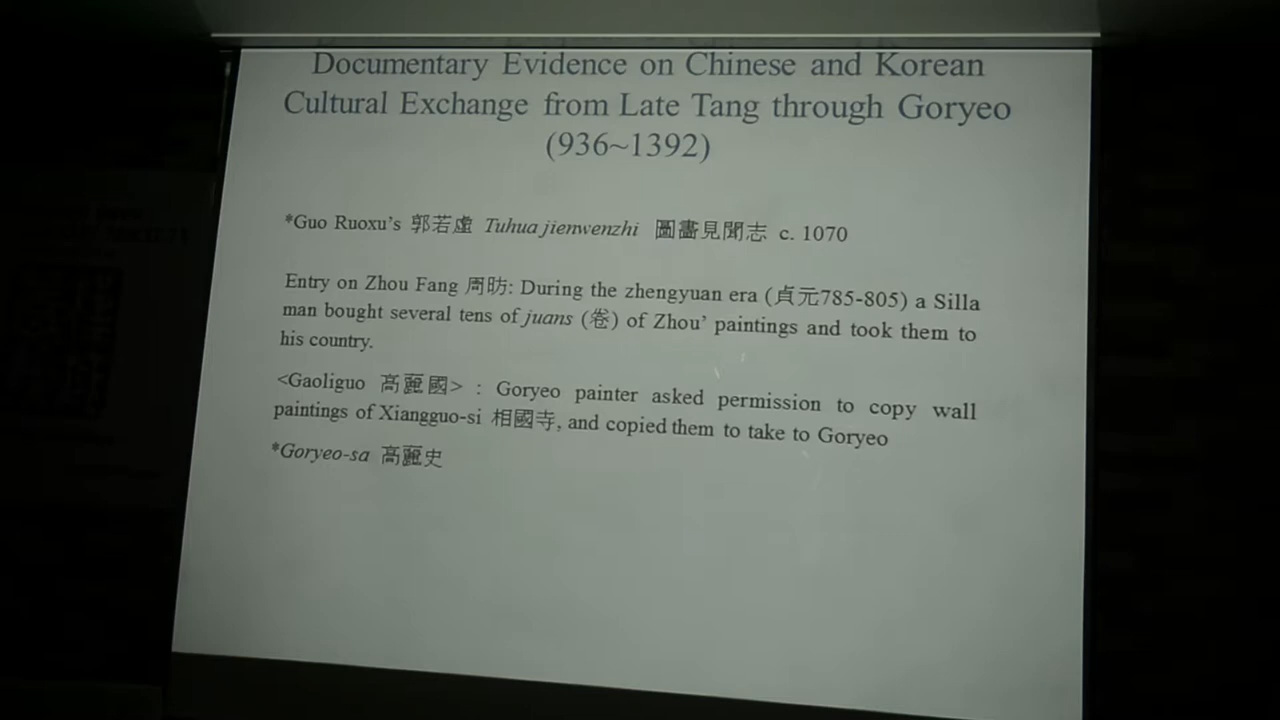 Documentary Evidence on Chinese and Korean
Cultural Exchange from Late Tang through Goryeo
(936~1392)
*Guo Ruoxu's 郭若虛 Tuhua jienwenzhi 圖畵見聞志 c. 1070
Entry on Zhou Fang 周昉: During the zhengyuan era (貞元785-805) a Silla
man bought several tens of juans (卷) of Zhou' paintings and took them to
his country.
<Gaoliguo 高麗國> : Goryeo painter asked permission to copy wall
paintings of Xiangguo-si 相國寺, and copied them to take to Goryeo
*Goryeo-sa 高麗史